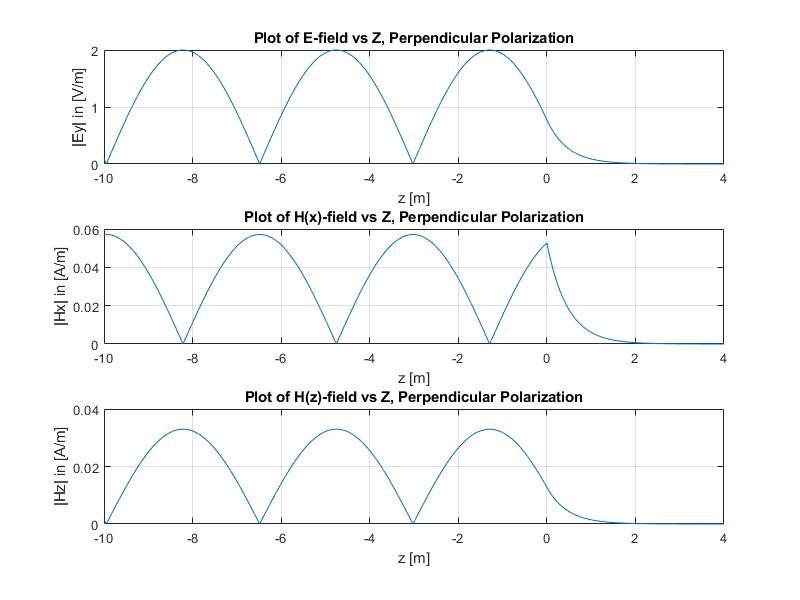 Plot of E-field vs Z, Perpendicular Polarization
|Ey| in [V/m]
2
1
0
-10 -8 -6 -4 -2 0 2 4
z [m]
Plot of H(x)-field vs Z, Perpendicular Polarization
|Hx| in [A/m]
0.06
0.04
0.02
0
-10 -8 -6 -4 -2 0 2 4
z [m]
Plot of H(z)-field vs Z, Perpendicular Polarization
|Hz| in [A/m]
0.04
0.02
0
-10 -8 -6 -4 -2 0 2 4
z [m]